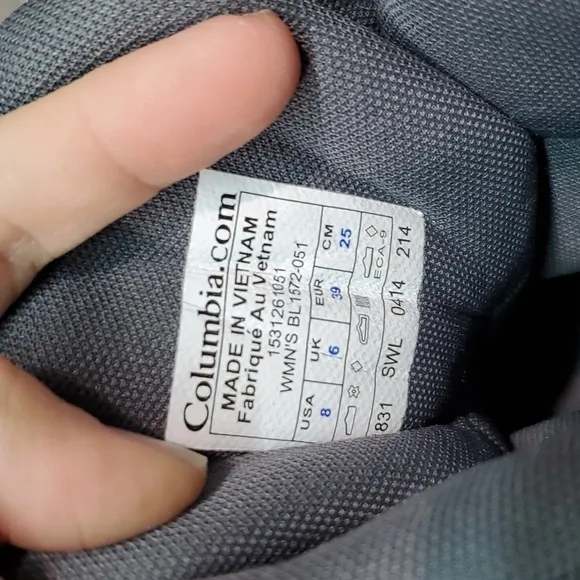 Columbia.com
MADE IN VIETNAM
Fabriqué Au Vietnam
1531261051
WMN'S BL1572-051
USA UK EUR CM
8 6 39 25
ECA-9
831 SWL 0414 214